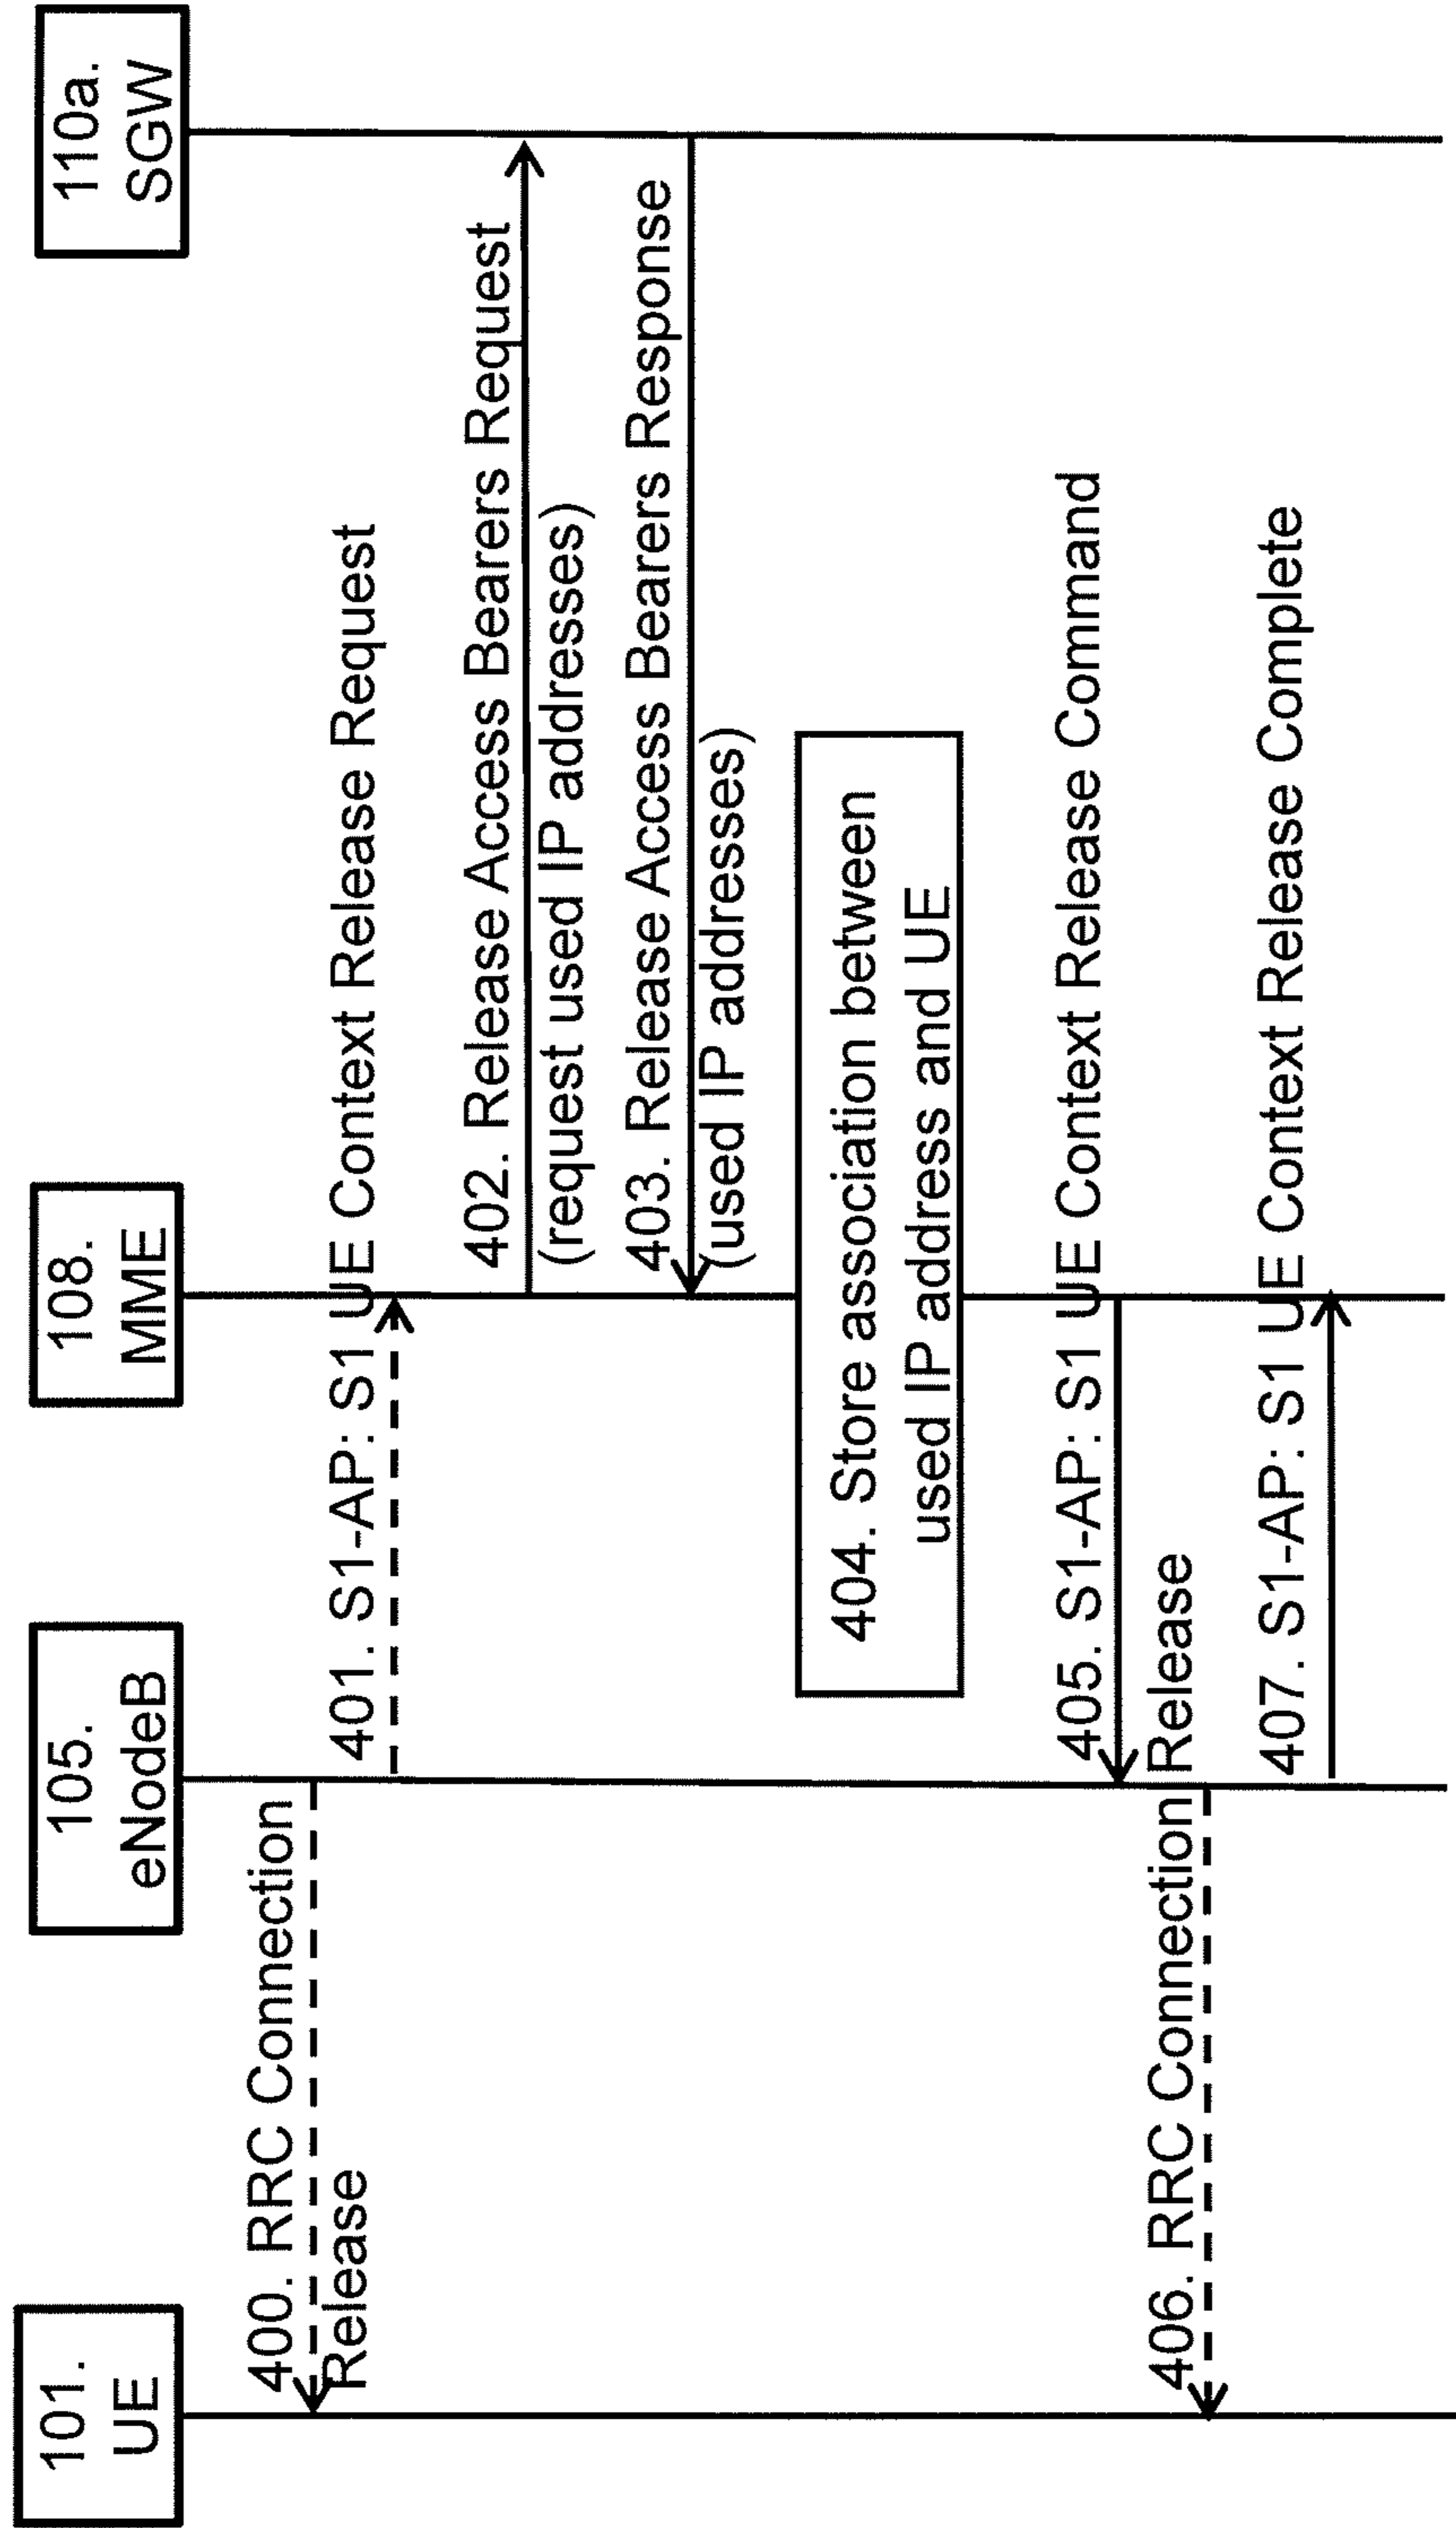 101.
UE
105.
eNodeB
108.
MME
110a.
SGW
400. RRC Connection
Release
401. S1-AP: S1 UE Context Release Request
402. Release Access Bearers Request
(request used IP addresses)
403. Release Access Bearers Response
(used IP addresses)
404. Store association between
used IP address and UE
405. S1-AP: S1 UE Context Release Command
406. RRC Connection Release
407. S1-AP: S1 UE Context Release Complete